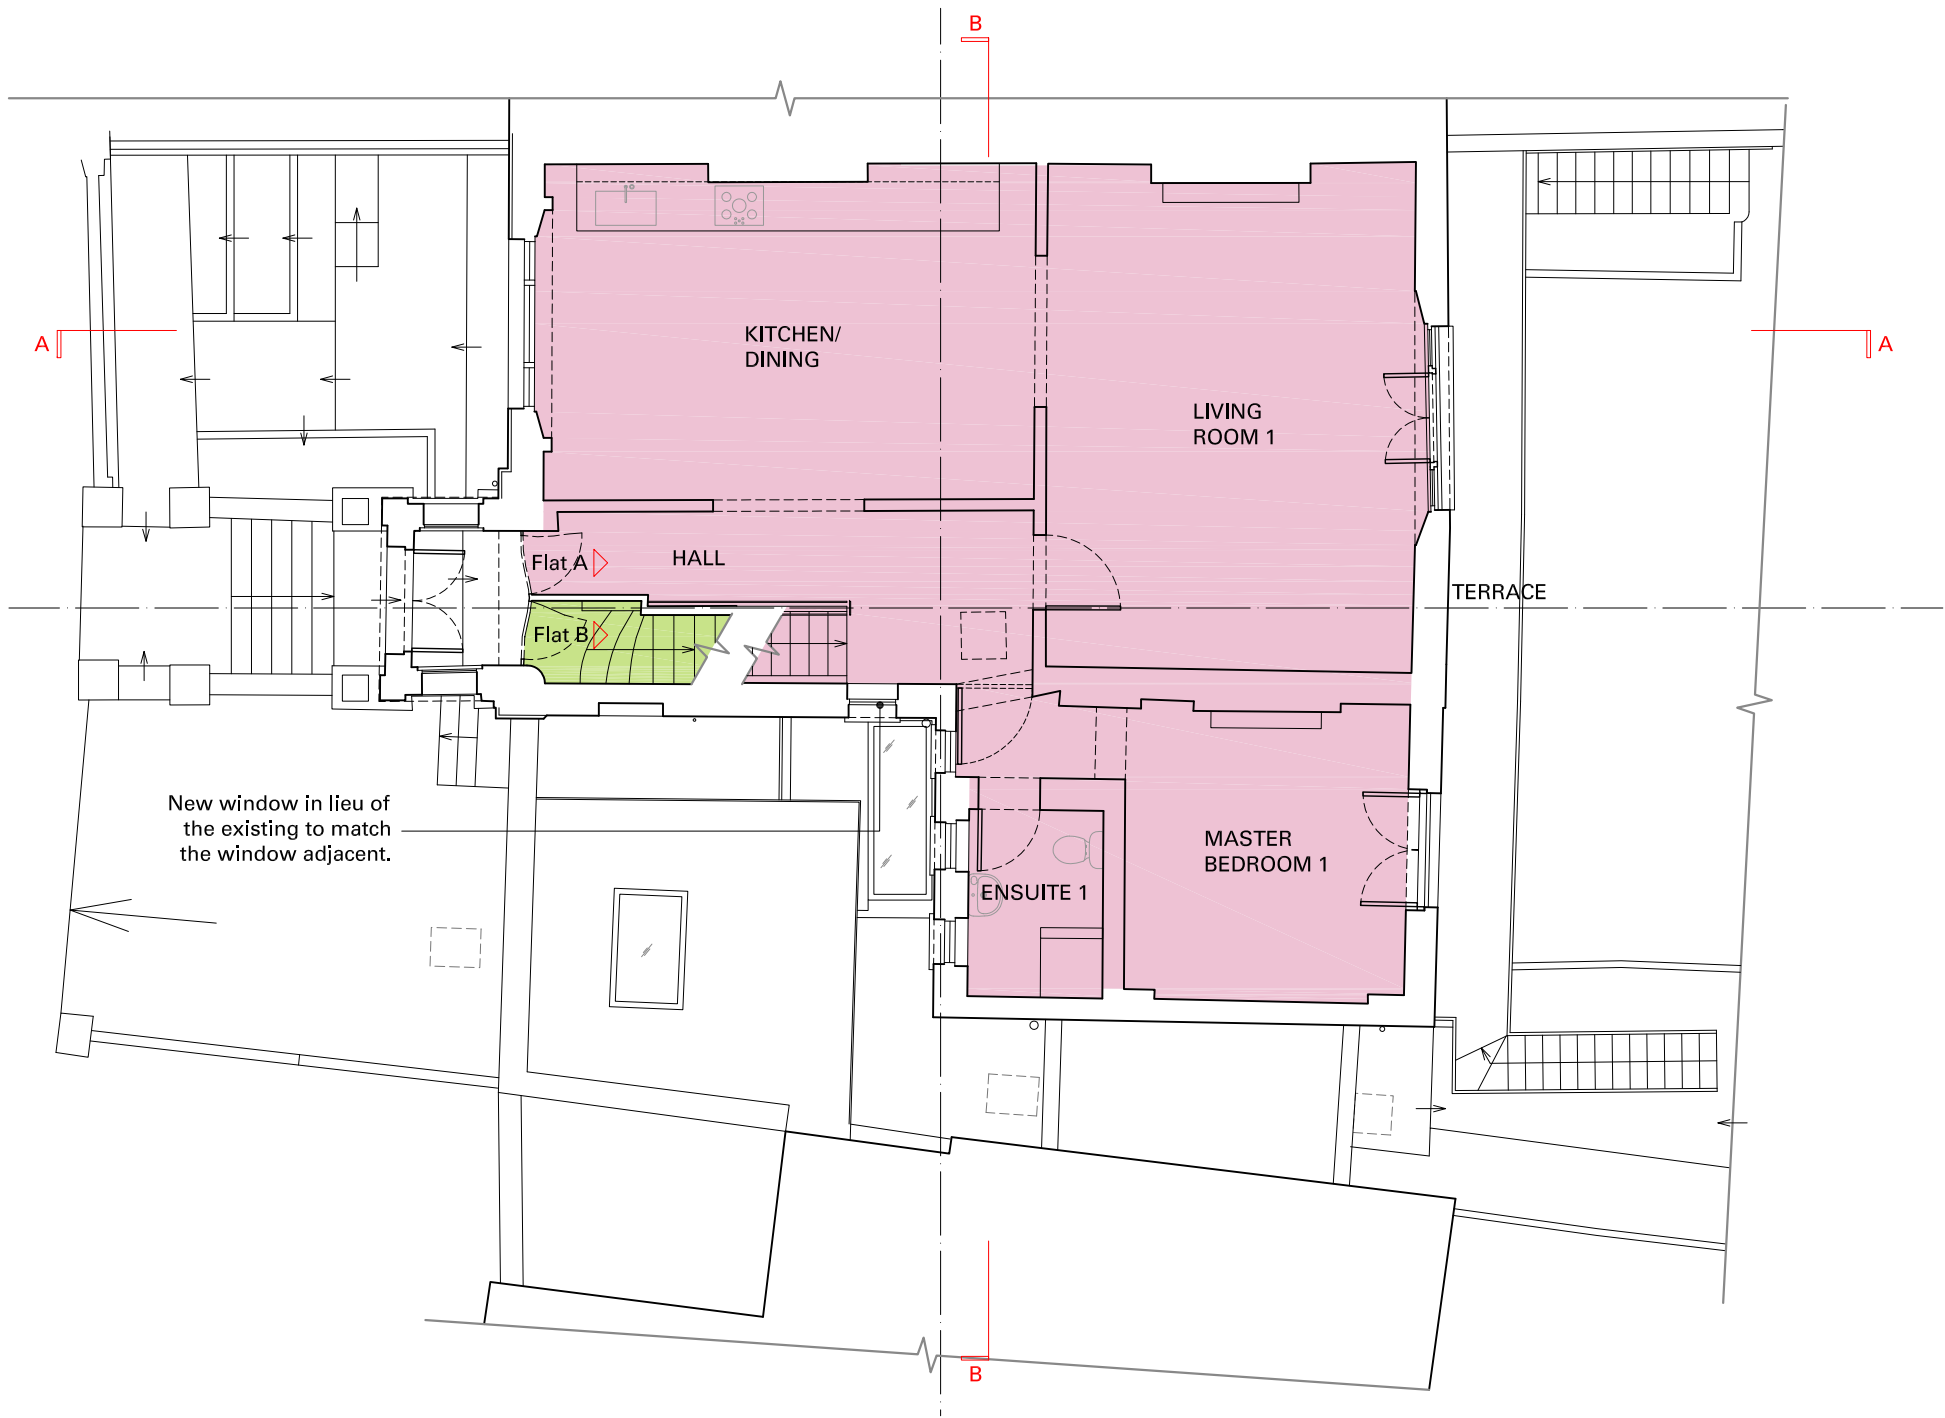 B
A
A
KITCHEN/
DINING
LIVING
ROOM 1
Flat A
HALL
TERRACE
Flat B
New window in lieu of
the existing to match
the window adjacent.
MASTER
BEDROOM 1
ENSUITE 1
B